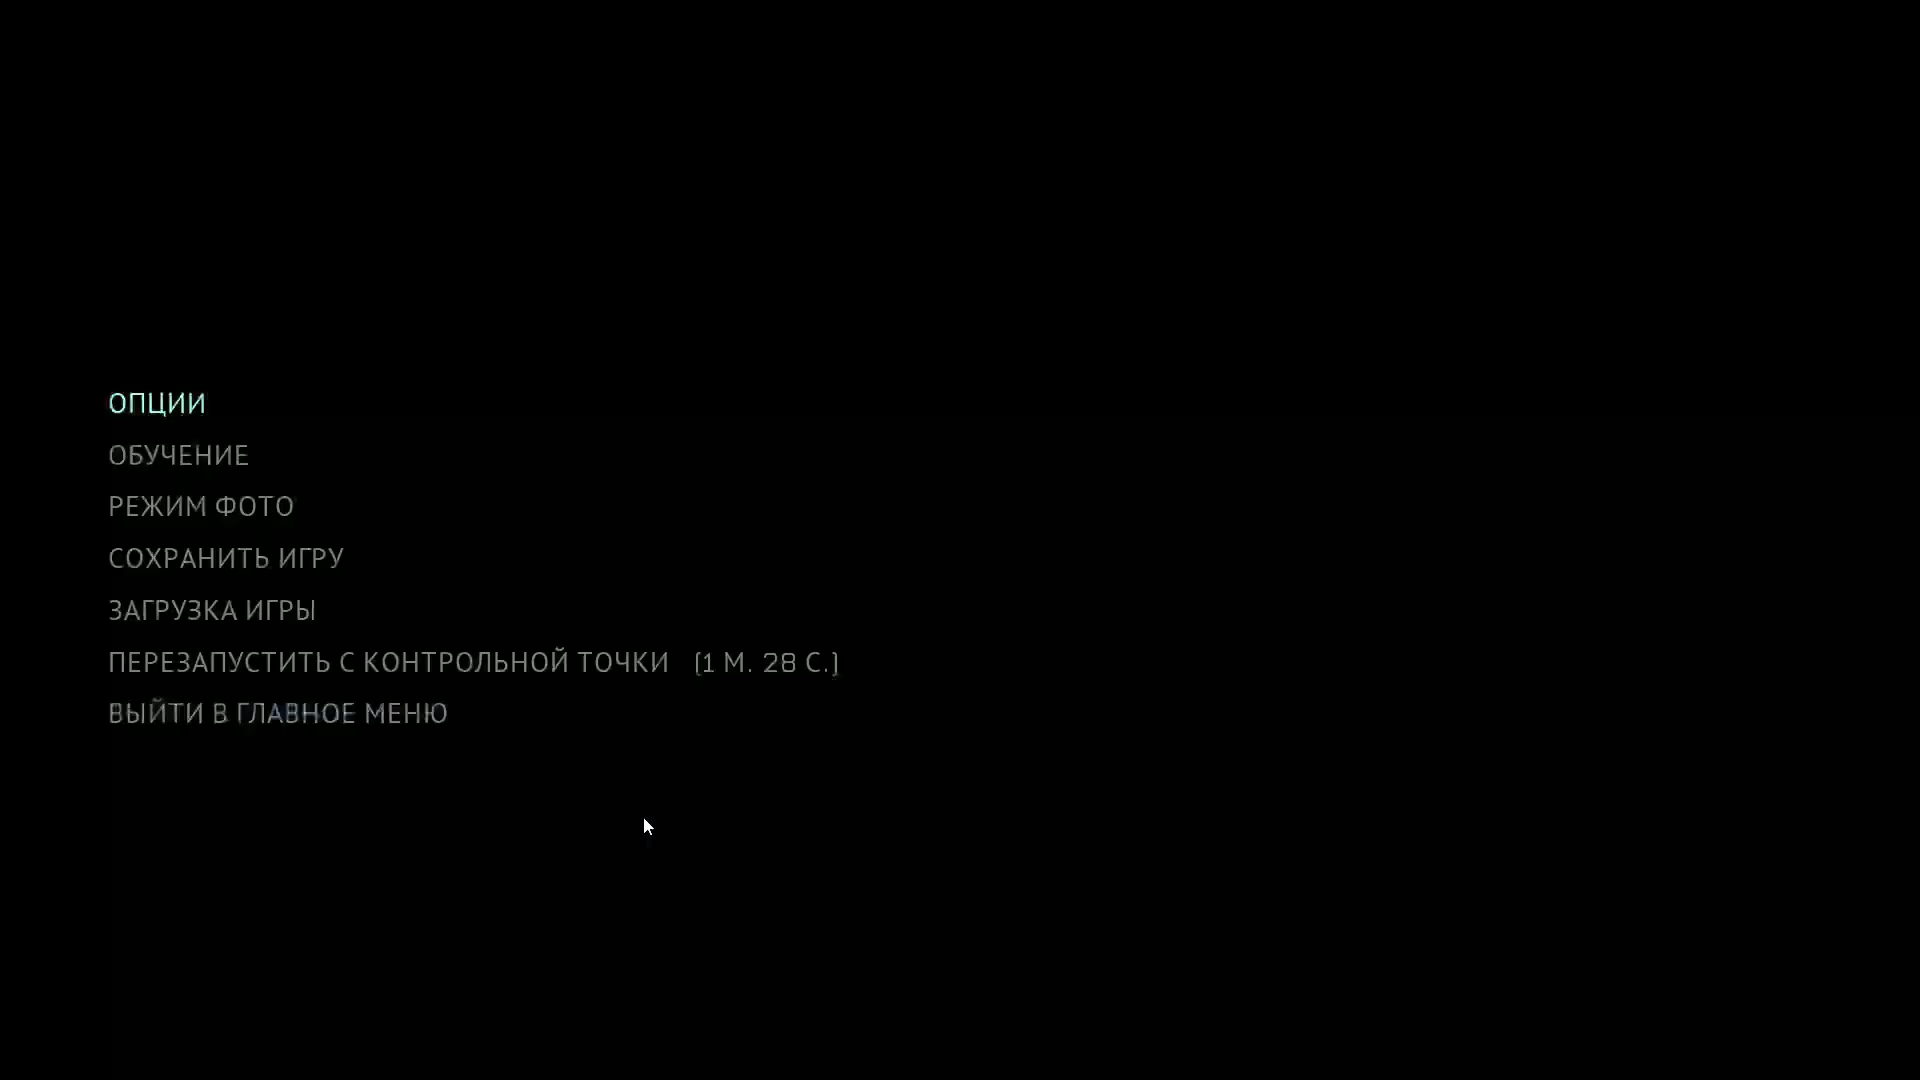 ОПЦИИ
ОБУЧЕНИЕ
РЕЖИМ ФОТО
СОХРАНИТЬ ИГРУ
ЗАГРУЗКА ИГРЫ
ПЕРЕЗАПУСТИТЬ С КОНТРОЛЬНОЙ ТОЧКИ (1 М. 28 С.)
ВЫЙТИ В ГЛАВНОЕ МЕНЮ